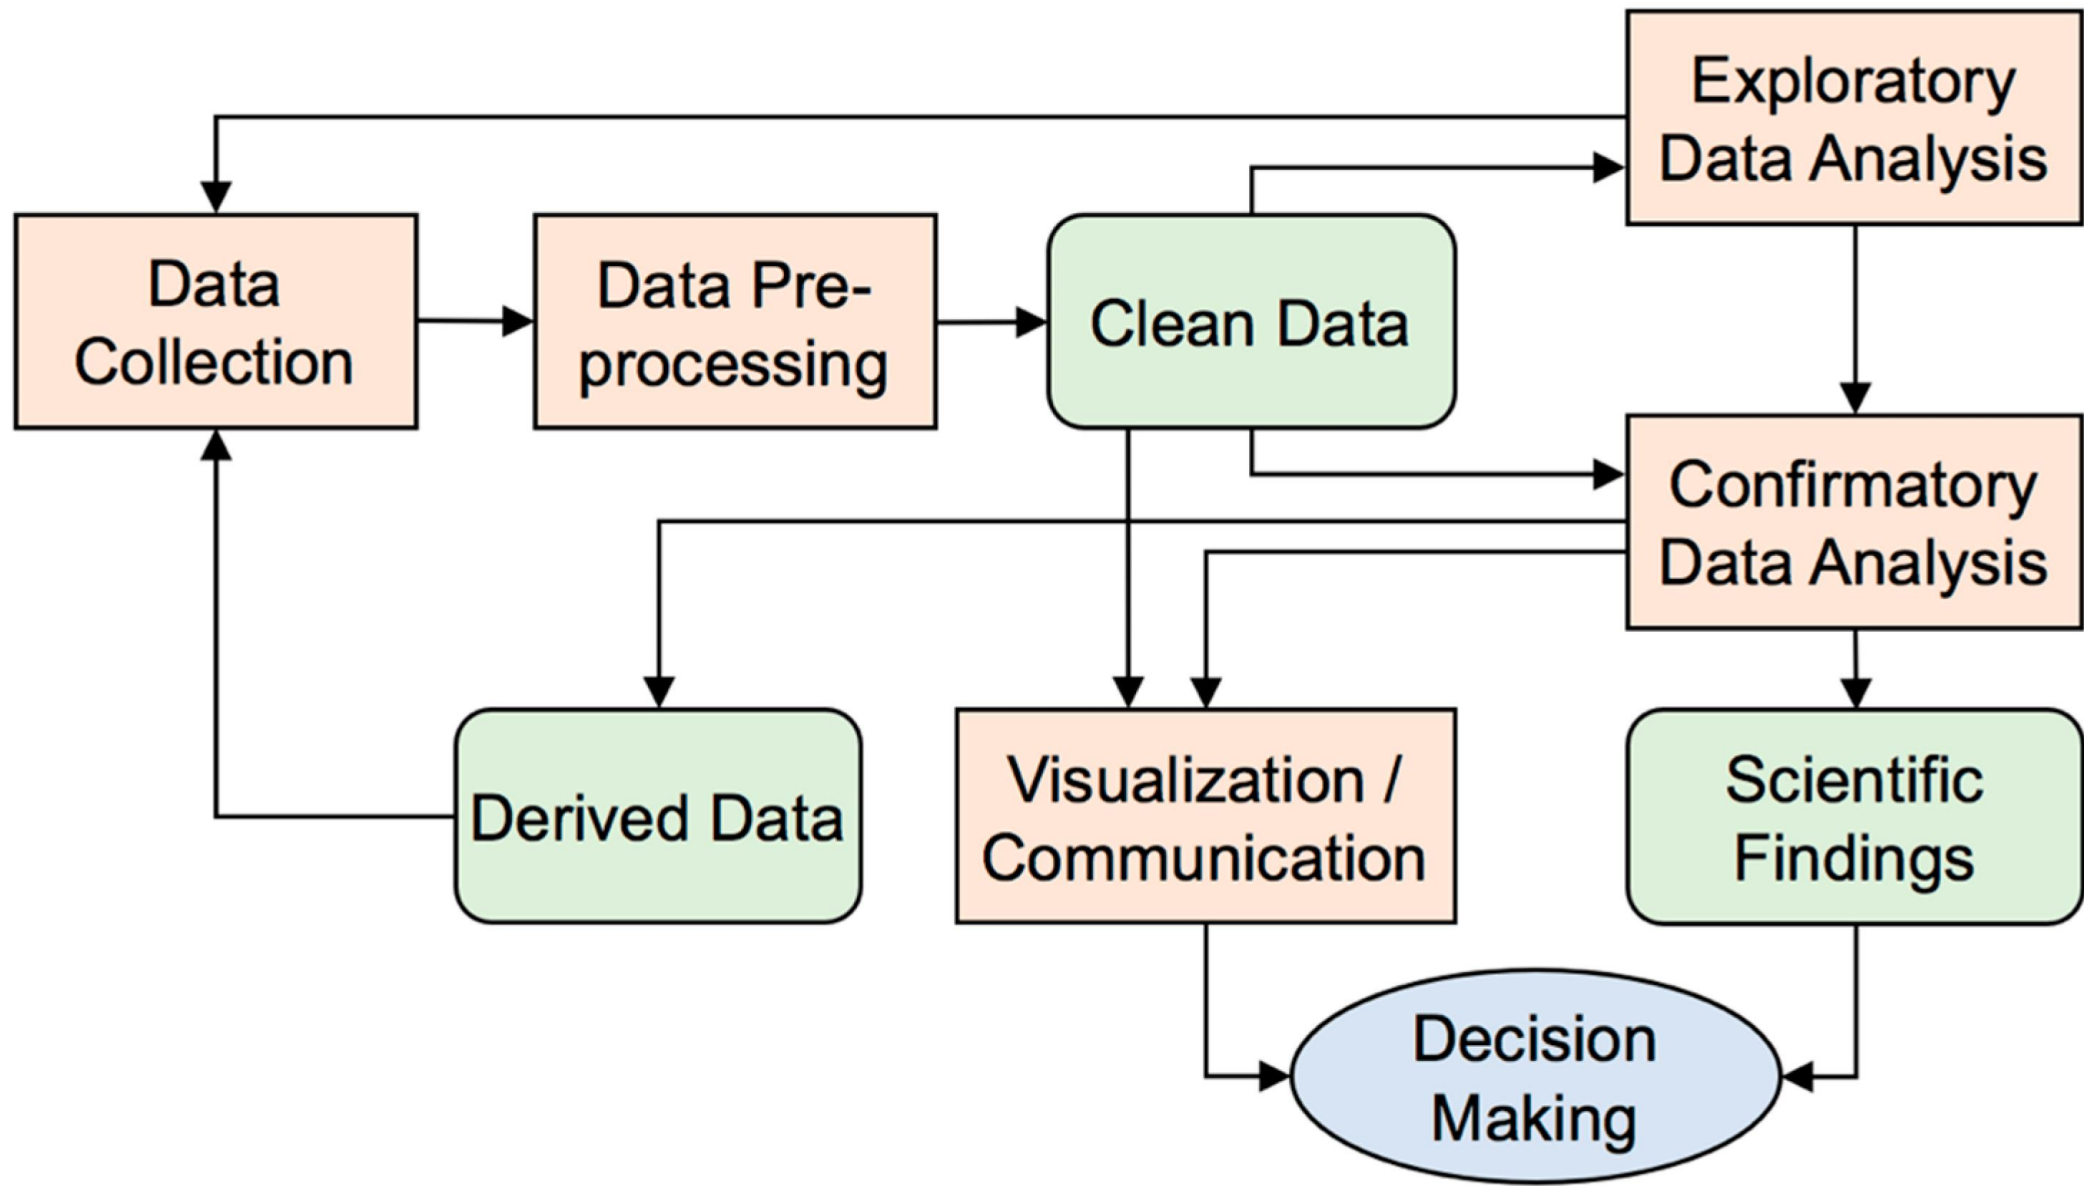 Exploratory
Data Analysis
Data
Collection
Data Pre-
processing
Clean Data
Confirmatory
Data Analysis
Derived Data
Visualization /
Communication
Scientific
Findings
Decision
Making